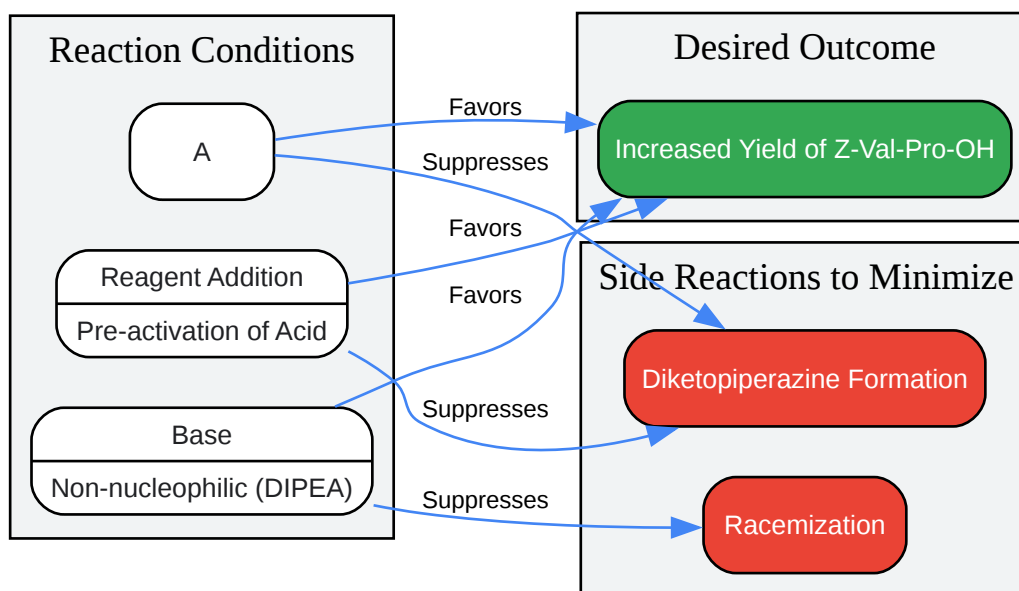 Reaction Conditions
A
Reagent Addition
Pre-activation of Acid
Base
Non-nucleophilic (DIPEA)
Favors
Suppresses
Favors
Favors
Suppresses
Suppresses
Desired Outcome
Increased Yield of Z-Val-Pro-OH
Side Reactions to Minimize
Diketopiperazine Formation
Racemization